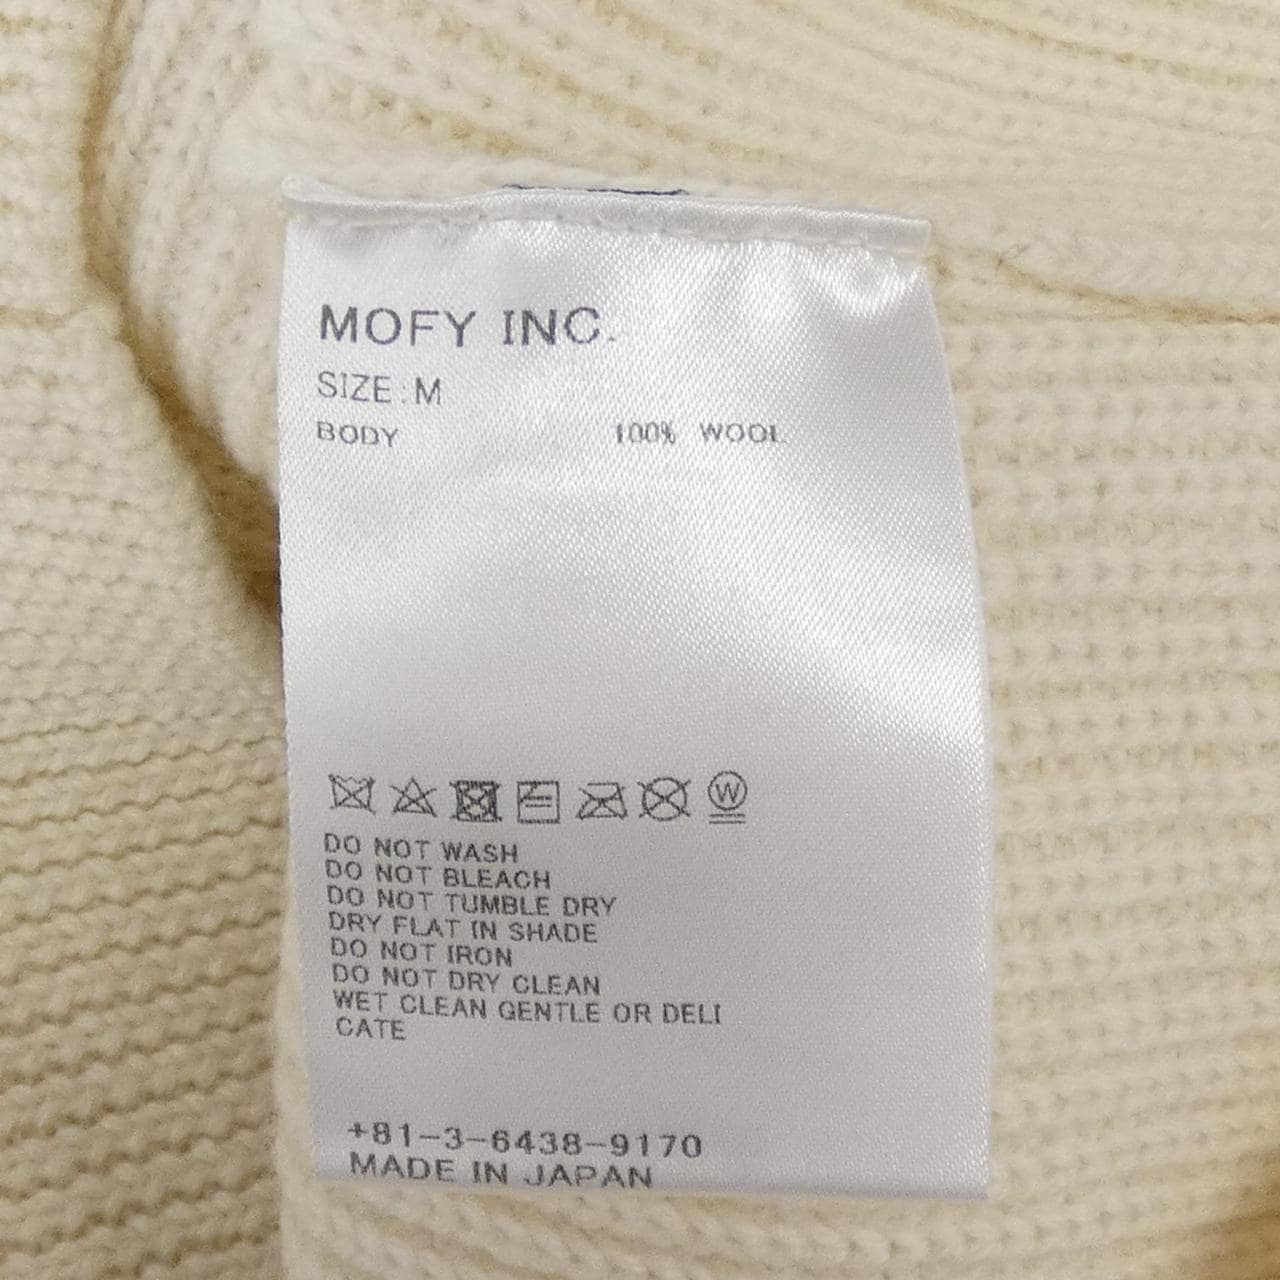 MOFY INC.
SIZE:M
BODY 100% WOOL
W
DO NOT WASH
DO NOT BLEACH
DO NOT TUMBLE DRY
DRY FLAT IN SHADE
DO NOT IRON
DO NOT DRY CLEAN
WET CLEAN GENTLE OR DELI
CATE
+81-3-6438-9170
MADE IN JAPAN